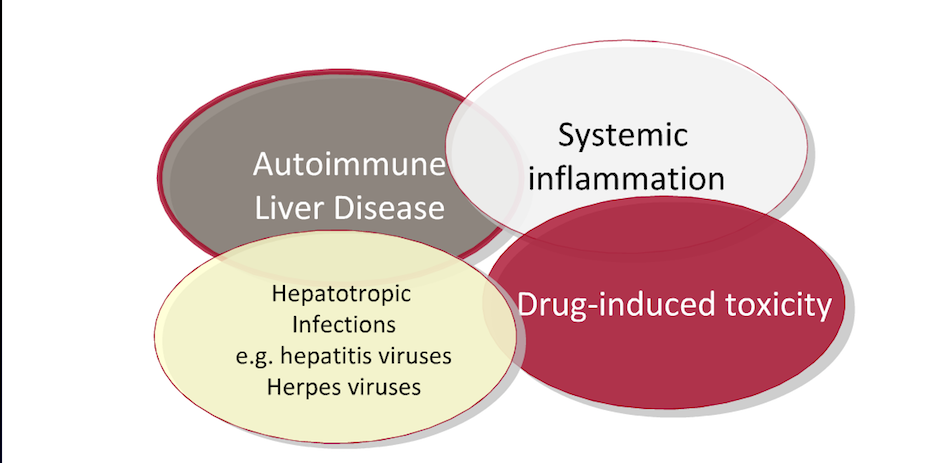 Autoimmune
Liver Disease
Systemic
inflammation
Hepatotropic
Infections
e.g. hepatitis viruses
Herpes viruses
Drug-induced toxicity